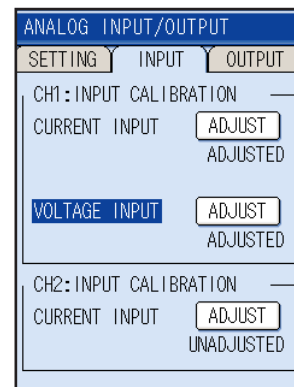 ANALOG INPUT/OUTPUT
SETTING INPUT OUTPUT
CH1:INPUT CALIBRATION
CURRENT INPUT ADJUST
ADJUSTED
VOLTAGE INPUT ADJUST
ADJUSTED
CH2:INPUT CALIBRATION
CURRENT INPUT ADJUST
UNADJUSTED